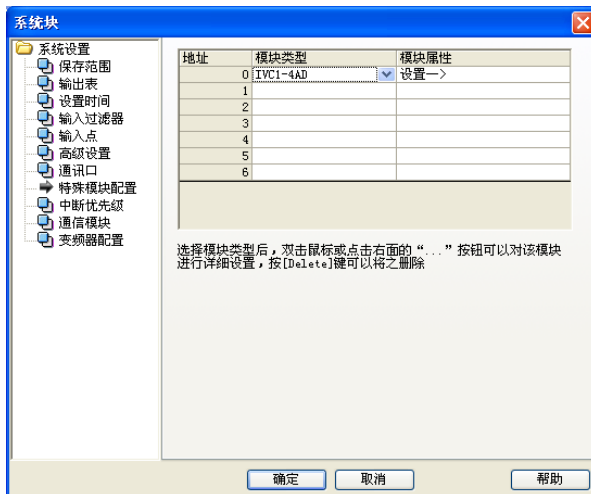 系统块
系统设置
保存范围
输出表
设置时间
输入过滤器
输入点
高级设置
通讯口
特殊模块配置
中断优先级
通信模块
变频器配置
地址 模块类型 模块属性
0 IVC1-4AD 设置—>
1
2
3
4
5
6
选择模块类型后，双击鼠标或点击右面的“...”按钮可以对该模块
进行详细设置，按[Delete]键可以将之删除
确定 取消 帮助